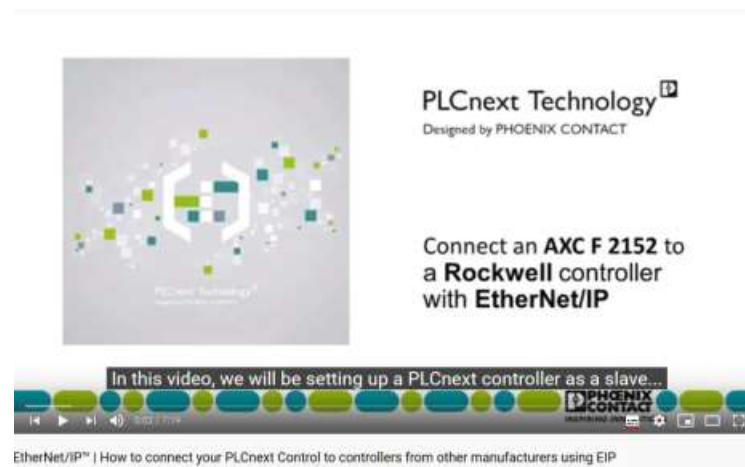 PLCnext Technology
Designed by PHOENIX CONTACT
Connect an AXC F 2152 to
a Rockwell controller
with EtherNet/IP
PLCnext Technology
In this video, we will be setting up a PLCnext controller as a slave...
PHOENIX
CONTACT
EtherNet/IP™ | How to connect your PLCnext Control to controllers from other manufacturers using EIP